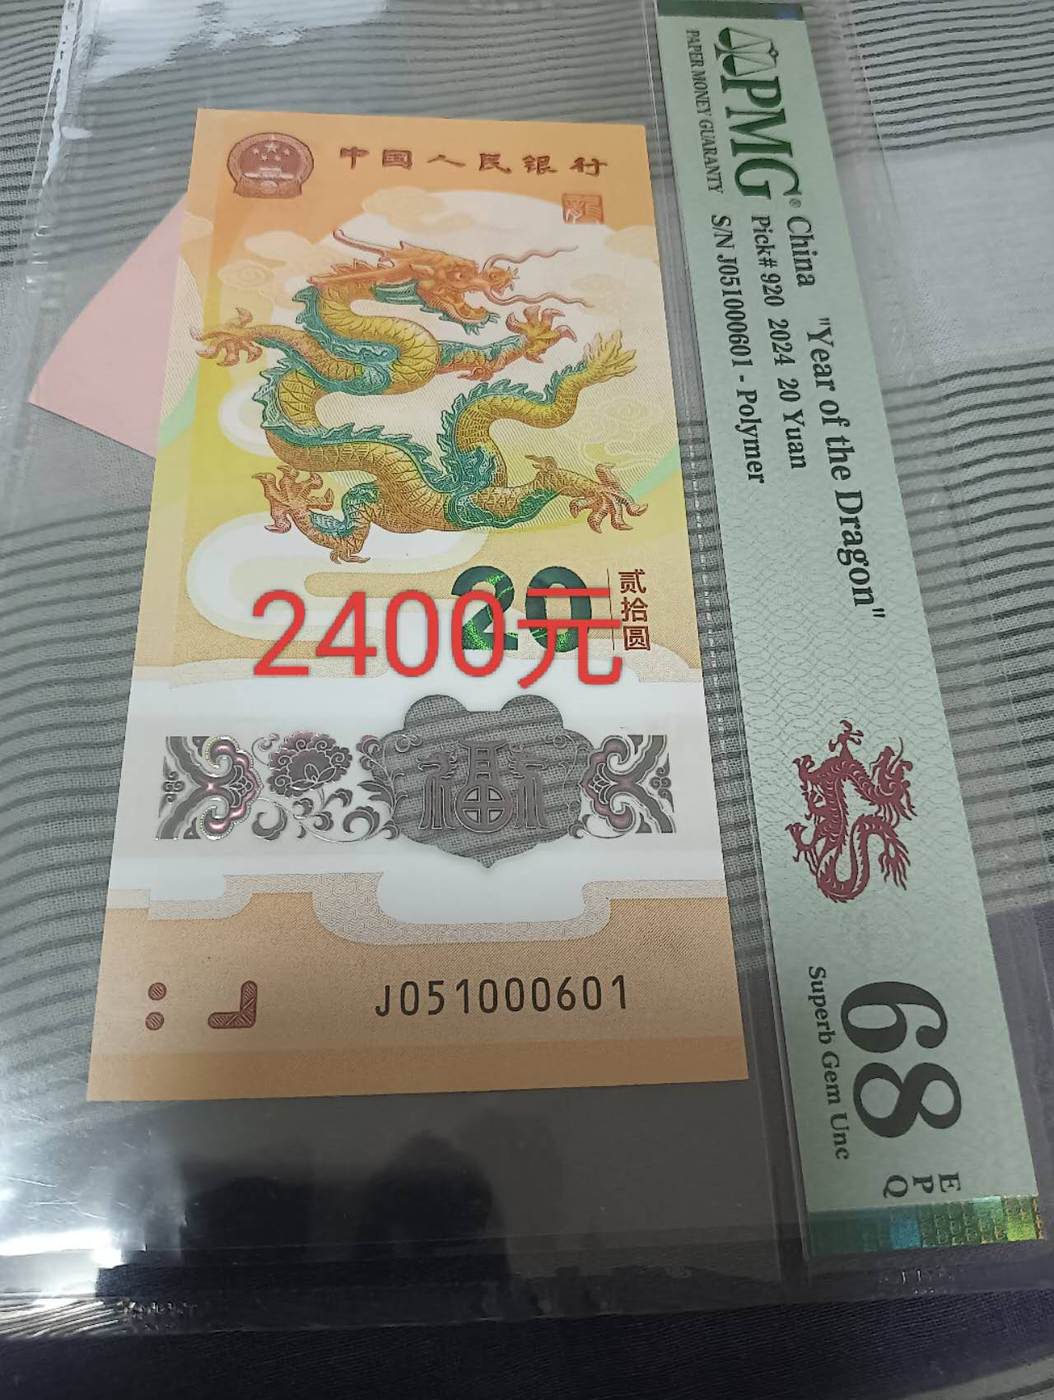 中国人民银行
龍
20
贰拾圆
2400元
福
J051000601
PMG
PAPER MONEY GUARANTY
China "Year of the Dragon"
Pick# 920 2024 20 Yuan
S/N J051000601 - Polymer
68
EPQ
Superb Gem Unc